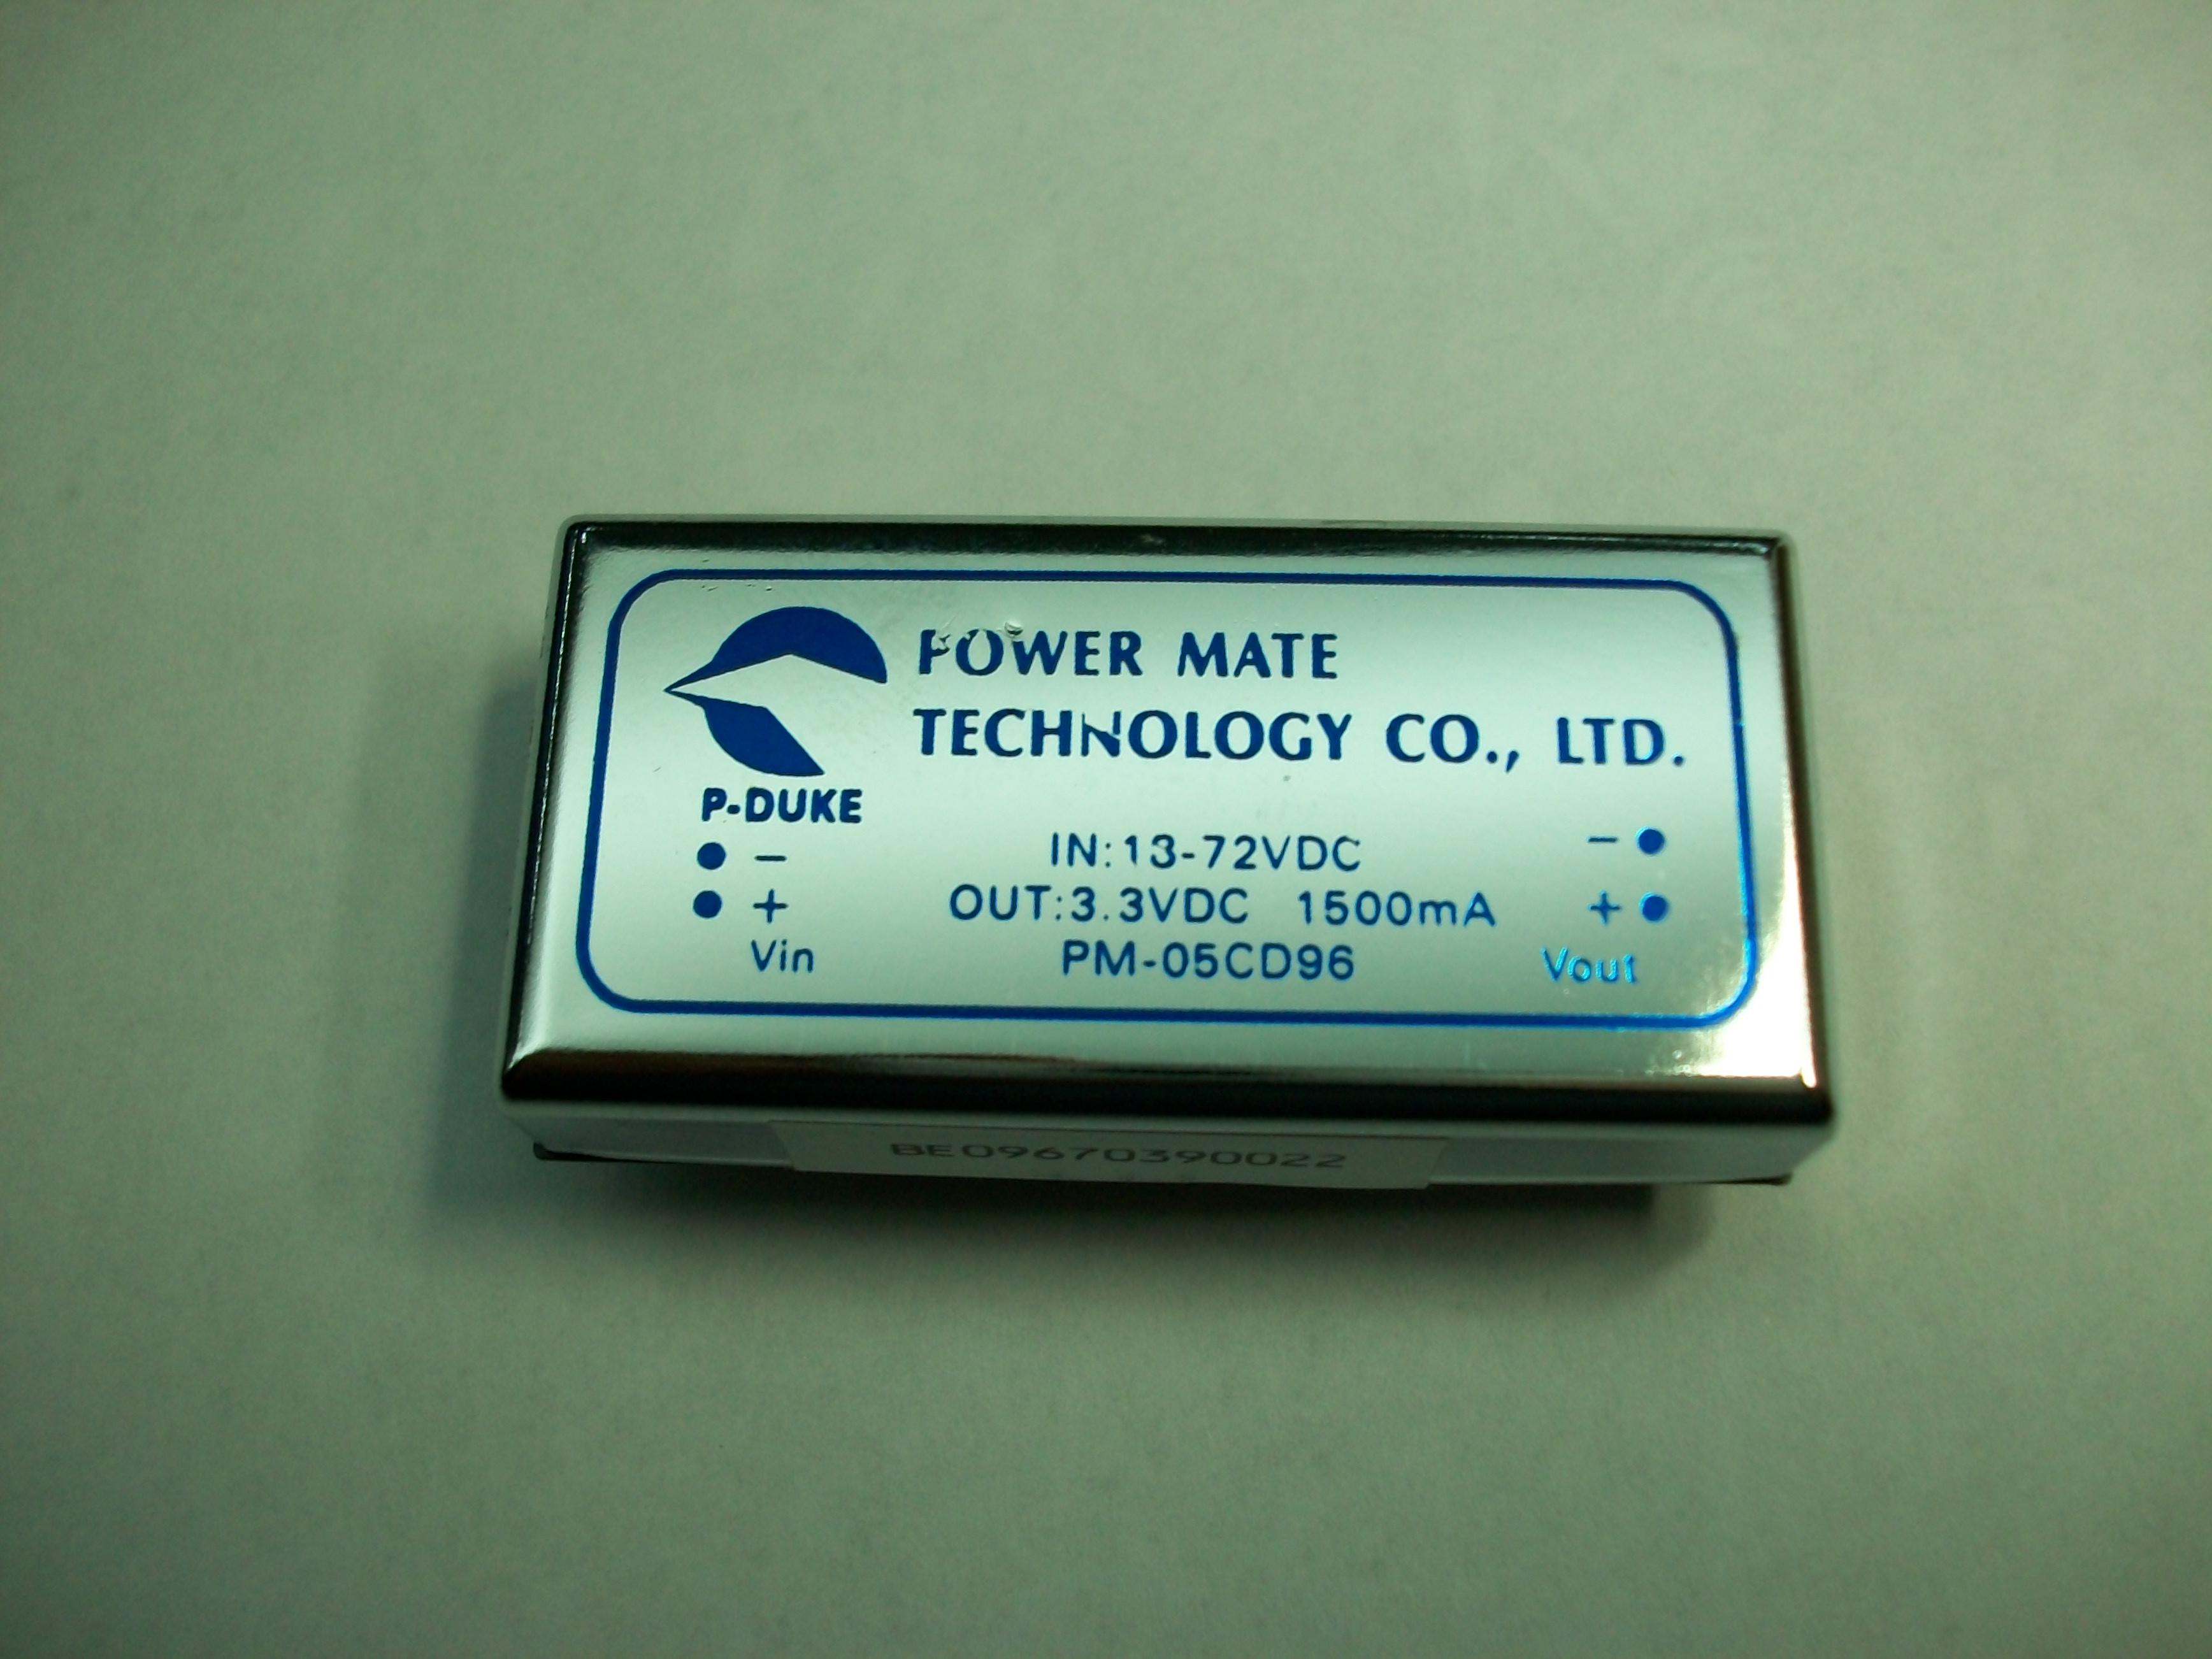 POWER MATE
TECHNOLOGY CO., LTD.
P-DUKE
IN:13-72VDC
OUT:3.3VDC 1500mA
PM-05CD96
−
+
Vin
−
+
Vout
BE09670390022